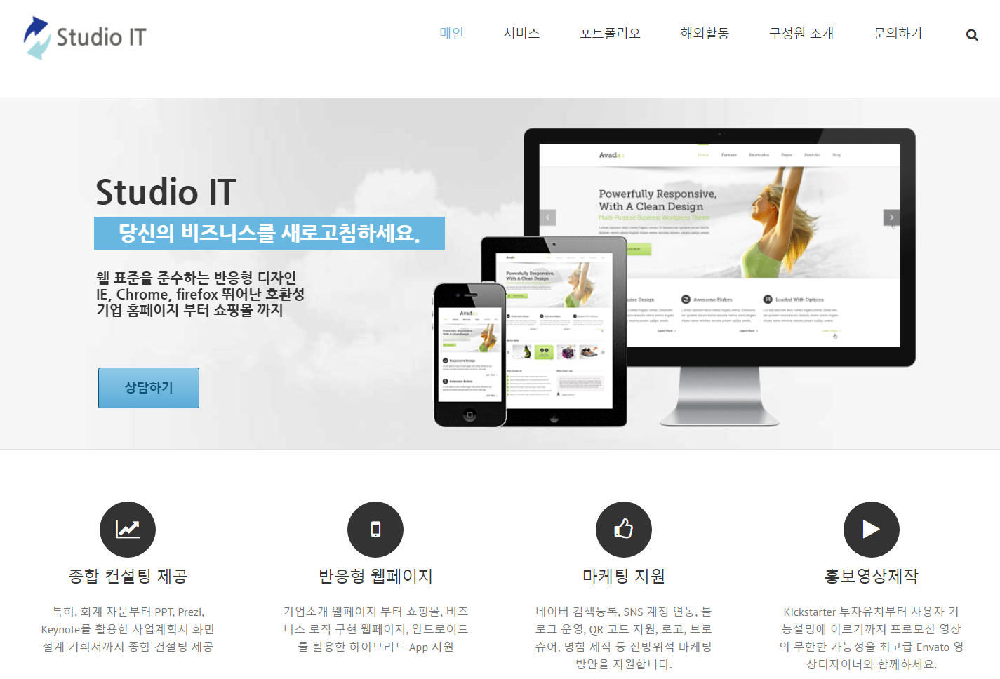 Studio IT
메인 서비스 포트폴리오 해외활동 구성원 소개 문의하기
Studio IT
당신의 비즈니스를 새로고침하세요.
웹 표준을 준수하는 반응형 디자인
IE, Chrome, firefox 뛰어난 호환성
기업 홈페이지 부터 쇼핑몰 까지
상담하기
Avada
Home Features Shortcodes Pages Portfolio Blog
Powerfully Responsive,
With A Clean Design
Multi-Purpose Business Wordpress Theme
Awesome Sliders
Loaded With Options
Learn More
Learn More
Learn More
Powerfully Responsive,
With A Clean Design
Avada
Powerfully Responsive,
With A Clean Design
Responsive Design
Awesome Sliders
종합 컨설팅 제공
특허, 회계 자문부터 PPT, Prezi,
Keynote를 활용한 사업계획서 화면
설계 기획서까지 종합 컨설팅 제공
반응형 웹페이지
기업소개 웹페이지 부터 쇼핑몰, 비즈
니스 로직 구현 웹페이지, 안드로이드
를 활용한 하이브리드 App 지원
마케팅 지원
네이버 검색등록, SNS 계정 연동, 블
로그 운영, QR 코드 지원, 로고, 브로
슈어, 명함 제작 등 전방위적 마케팅
방안을 지원합니다.
홍보영상제작
Kickstarter 투자유치부터 사용자 기
능설명에 이르기까지 프로모션 영상
의 무한한 가능성을 최고급 Envato 영
상디자이너와 함께하세요.